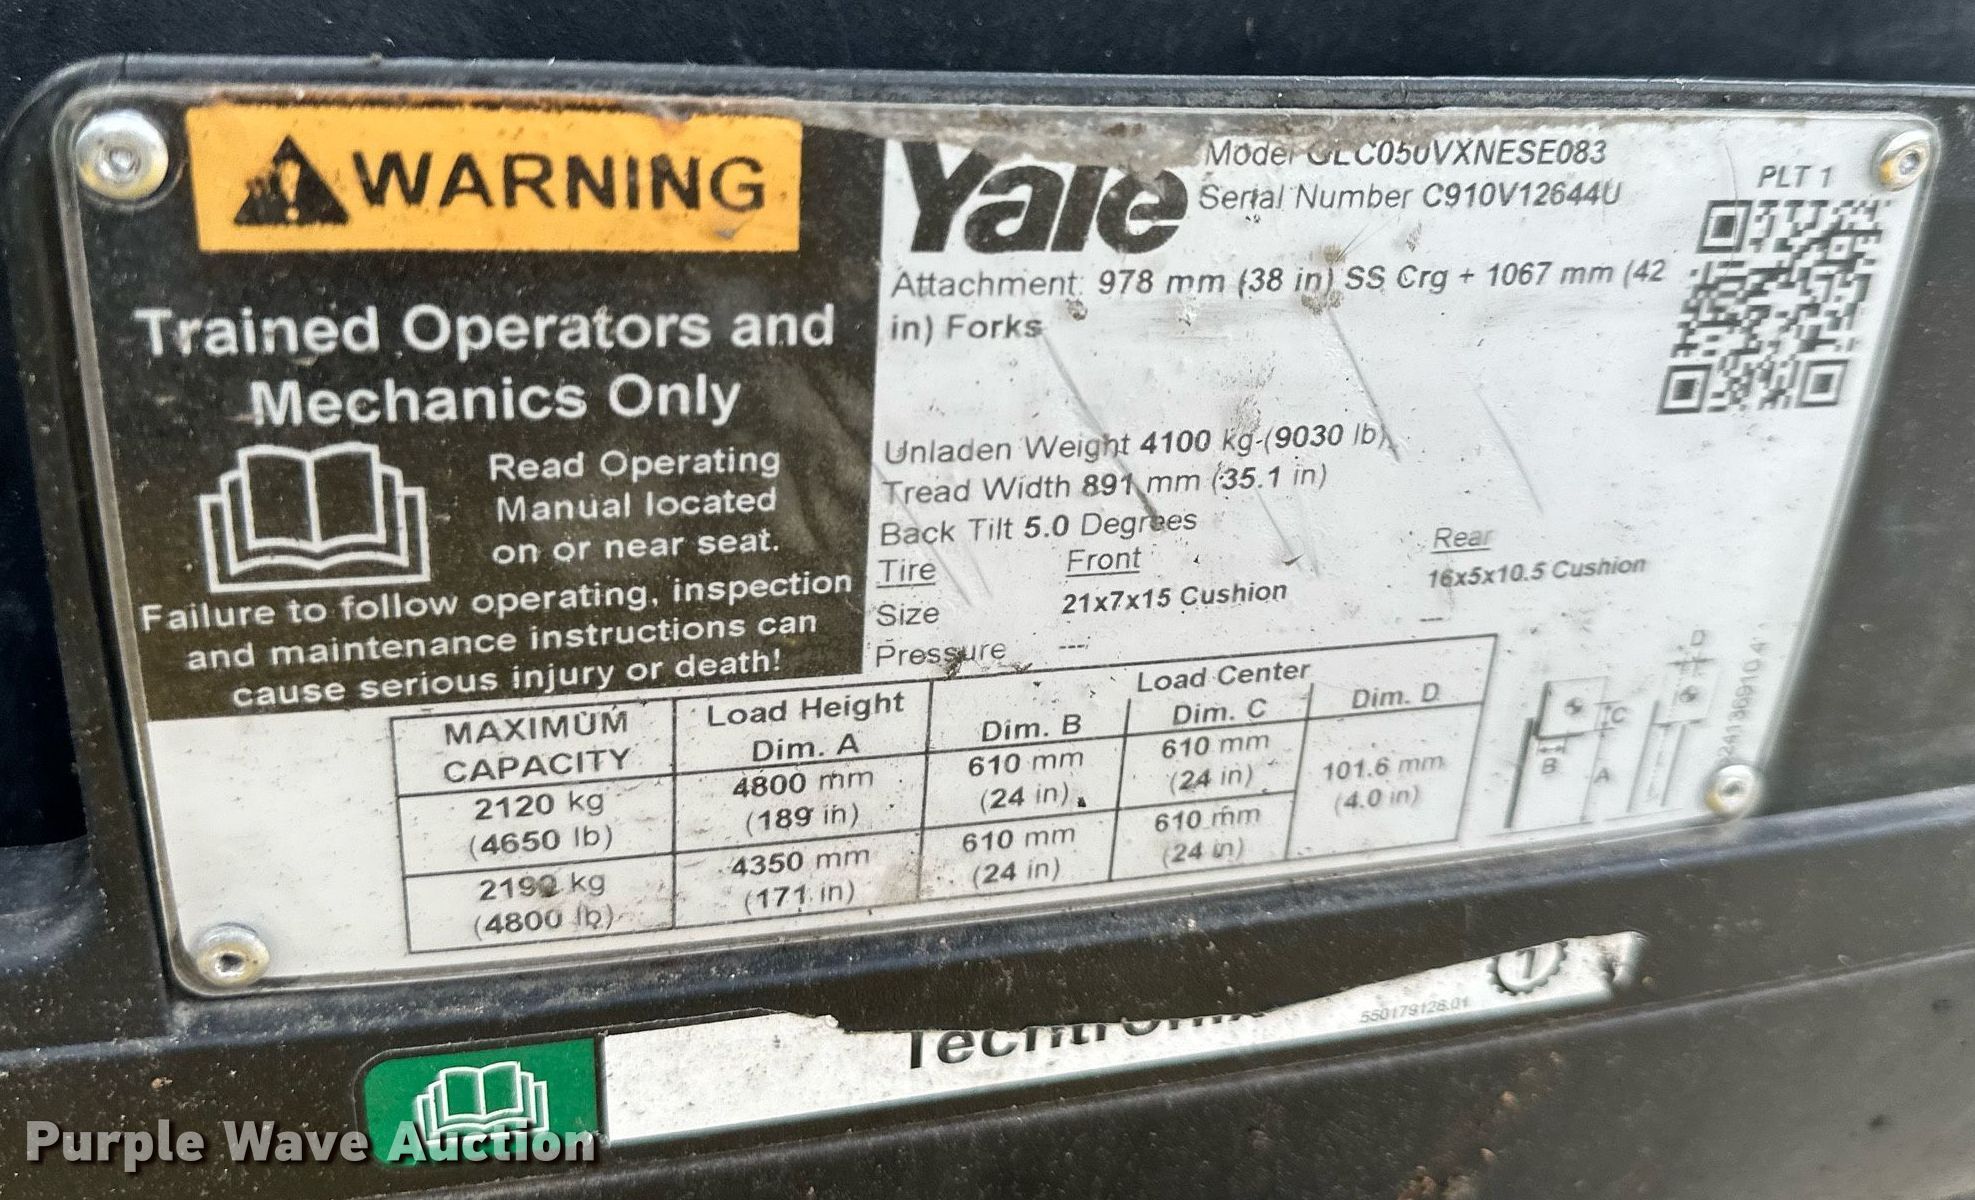 WARNING
Trained Operators and
Mechanics Only
Read Operating
Manual located
on or near seat.
Failure to follow operating, inspection
and maintenance instructions can
cause serious injury or death!
Yale
Model GLC050VXNESE083
Serial Number C910V12644U
PLT 1
Attachment: 978 mm (38 in) SS Crg + 1067 mm (42
in) Forks
Unladen Weight 4100 kg (9030 lb)
Tread Width 891 mm (35.1 in)
Back Tilt 5.0 Degrees
Tire Front Rear
Size 21x7x15 Cushion 16x5x10.5 Cushion
Pressure --- ---
MAXIMUM CAPACITY Load Height Dim. A Load Center
Dim. B Dim. C Dim. D
2120 kg 4800 mm 610 mm 610 mm 101.6 mm
(4650 lb) (189 in) (24 in) (24 in) (4.0 in)
2192 kg 4350 mm 610 mm 610 mm
(4800 lb) (171 in) (24 in) (24 in)
B C A D
550179128.01
1
Purple Wave Auction